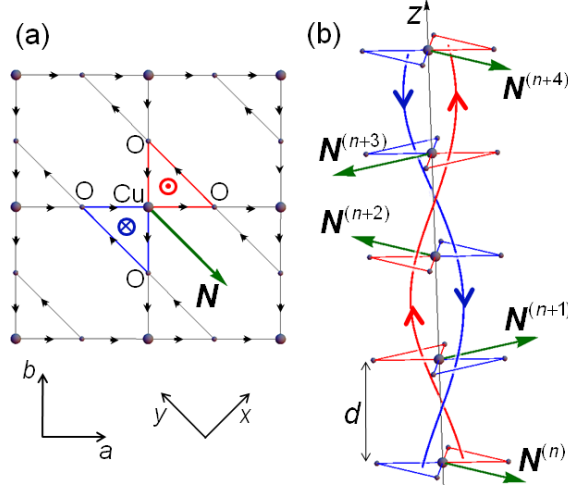 (a)
O
O
Cu
O
O
N
b
a
y
x
(b)
z
N(n+4)
N(n+3)
N(n+2)
N(n+1)
d
N(n)